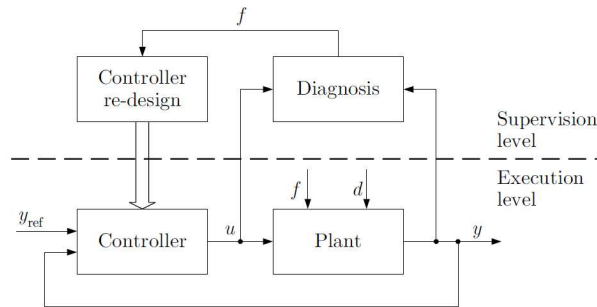 f
Controller
re-design
Diagnosis
Supervision
level
Execution
level
f
d
y_ref
Controller
u
Plant
y